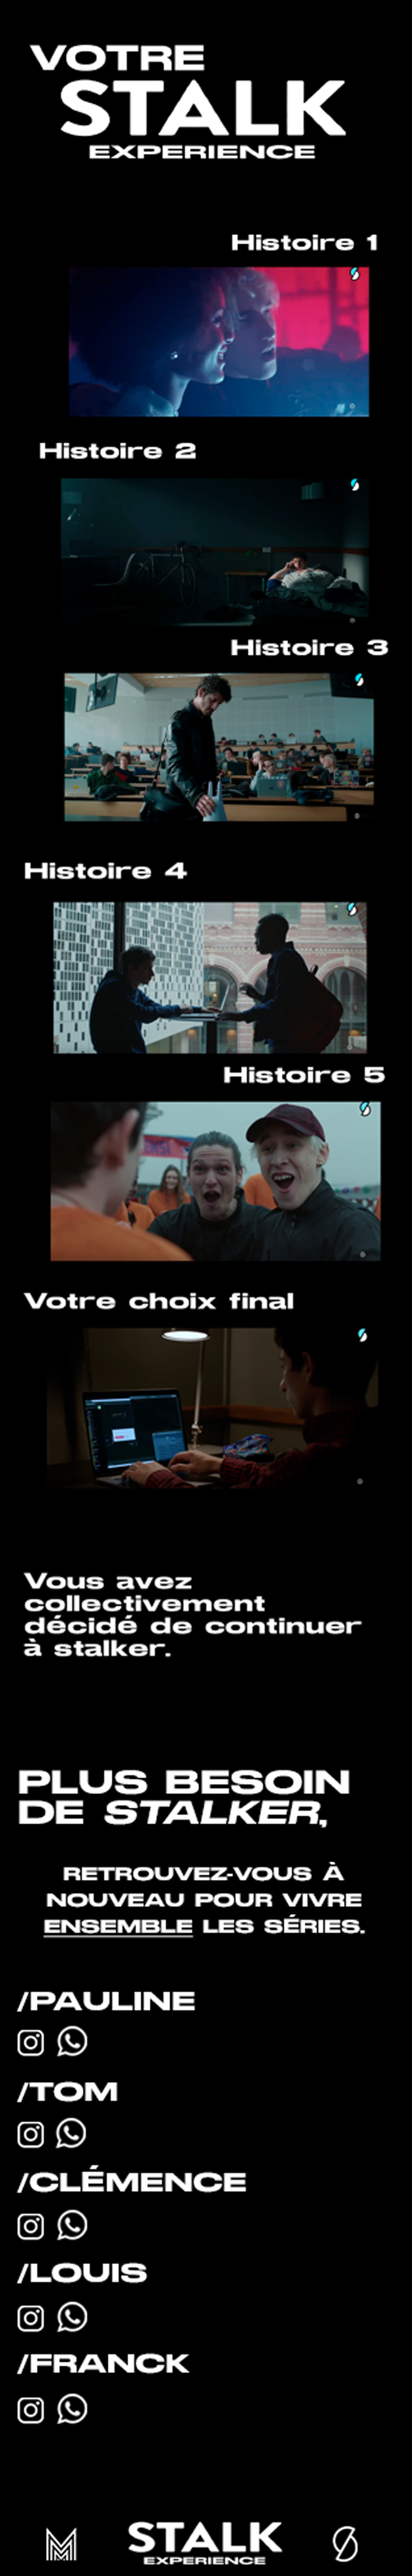 VOTRE
STALK
EXPERIENCE
Histoire 1
Histoire 2
Histoire 3
Histoire 4
Histoire 5
Votre choix final
Vous avez
collectivement
décidé de continuer
à stalker.
PLUS BESOIN
DE STALKER,
RETROUVEZ-VOUS À
NOUVEAU POUR VIVRE
ENSEMBLE LES SÉRIES.
/PAULINE
/TOM
/CLÉMENCE
/LOUIS
/FRANCK
STALK
EXPERIENCE